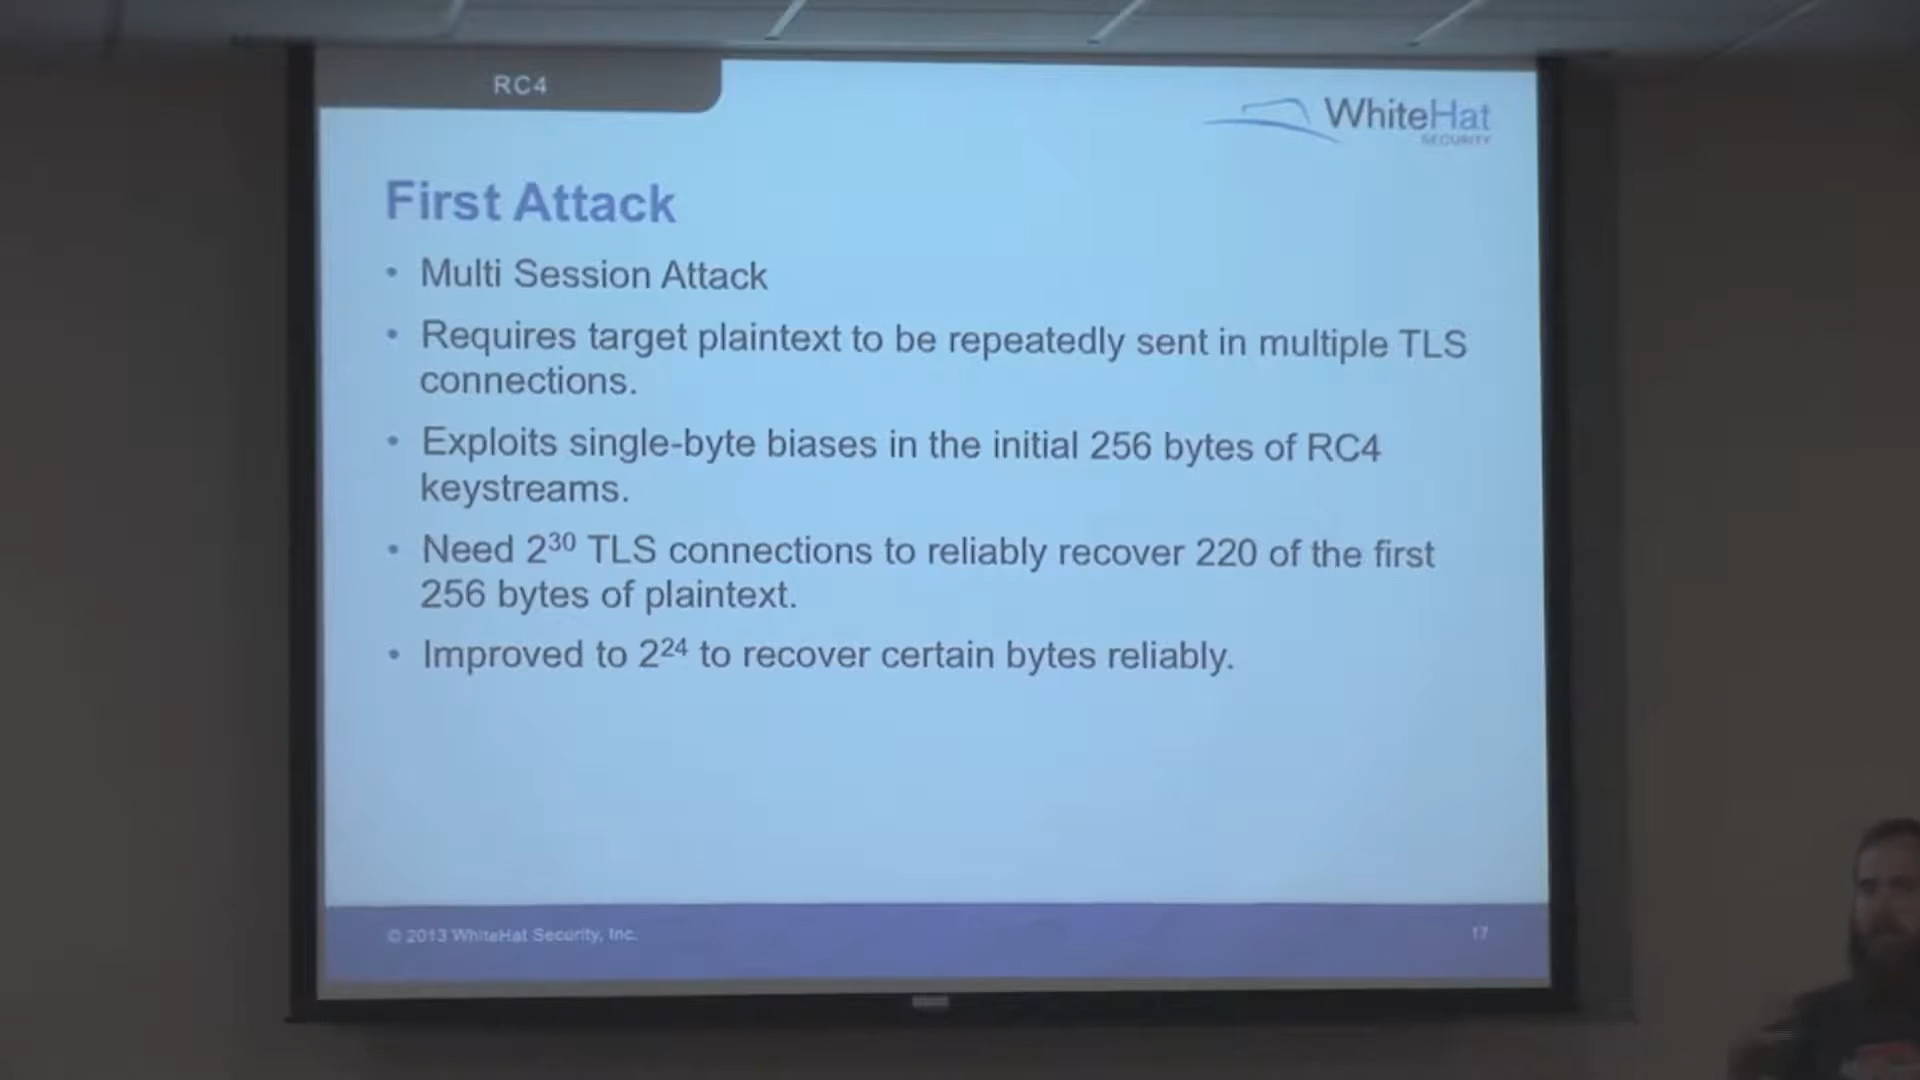 RC4
WhiteHat
SECURITY
First Attack
• Multi Session Attack
• Requires target plaintext to be repeatedly sent in multiple TLS
connections.
• Exploits single-byte biases in the initial 256 bytes of RC4
keystreams.
• Need 2³⁰ TLS connections to reliably recover 220 of the first
256 bytes of plaintext.
• Improved to 2²⁴ to recover certain bytes reliably.
© 2013 WhiteHat Security, Inc.
17